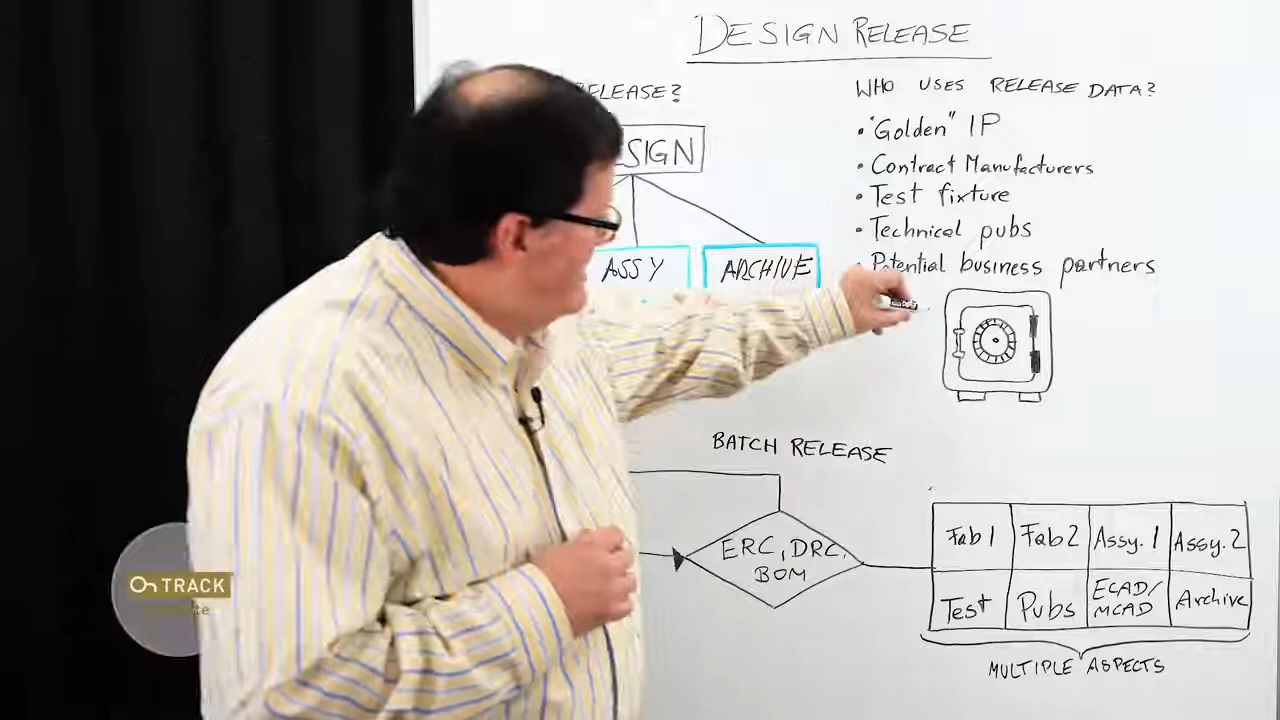 DESIGN RELEASE
RELEASE?
SIGN
ASSY
ARCHIVE
WHO USES RELEASE DATA?
• "Golden" IP
• Contract Manufacturers
• Test fixture
• Technical pubs
• Potential business partners
BATCH RELEASE
ERC, DRC,
BOM
Fab 1 Fab 2 Assy. 1 Assy. 2
Test Pubs ECAD/
MCAD Archive
MULTIPLE ASPECTS
On TRACK